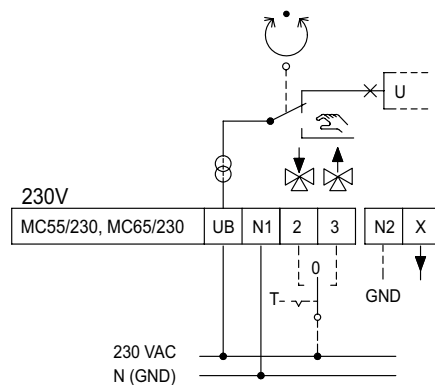 U
230V
MC55/230, MC65/230 UB N1 2 3 N2 X
0
T
GND
230 VAC
N (GND)